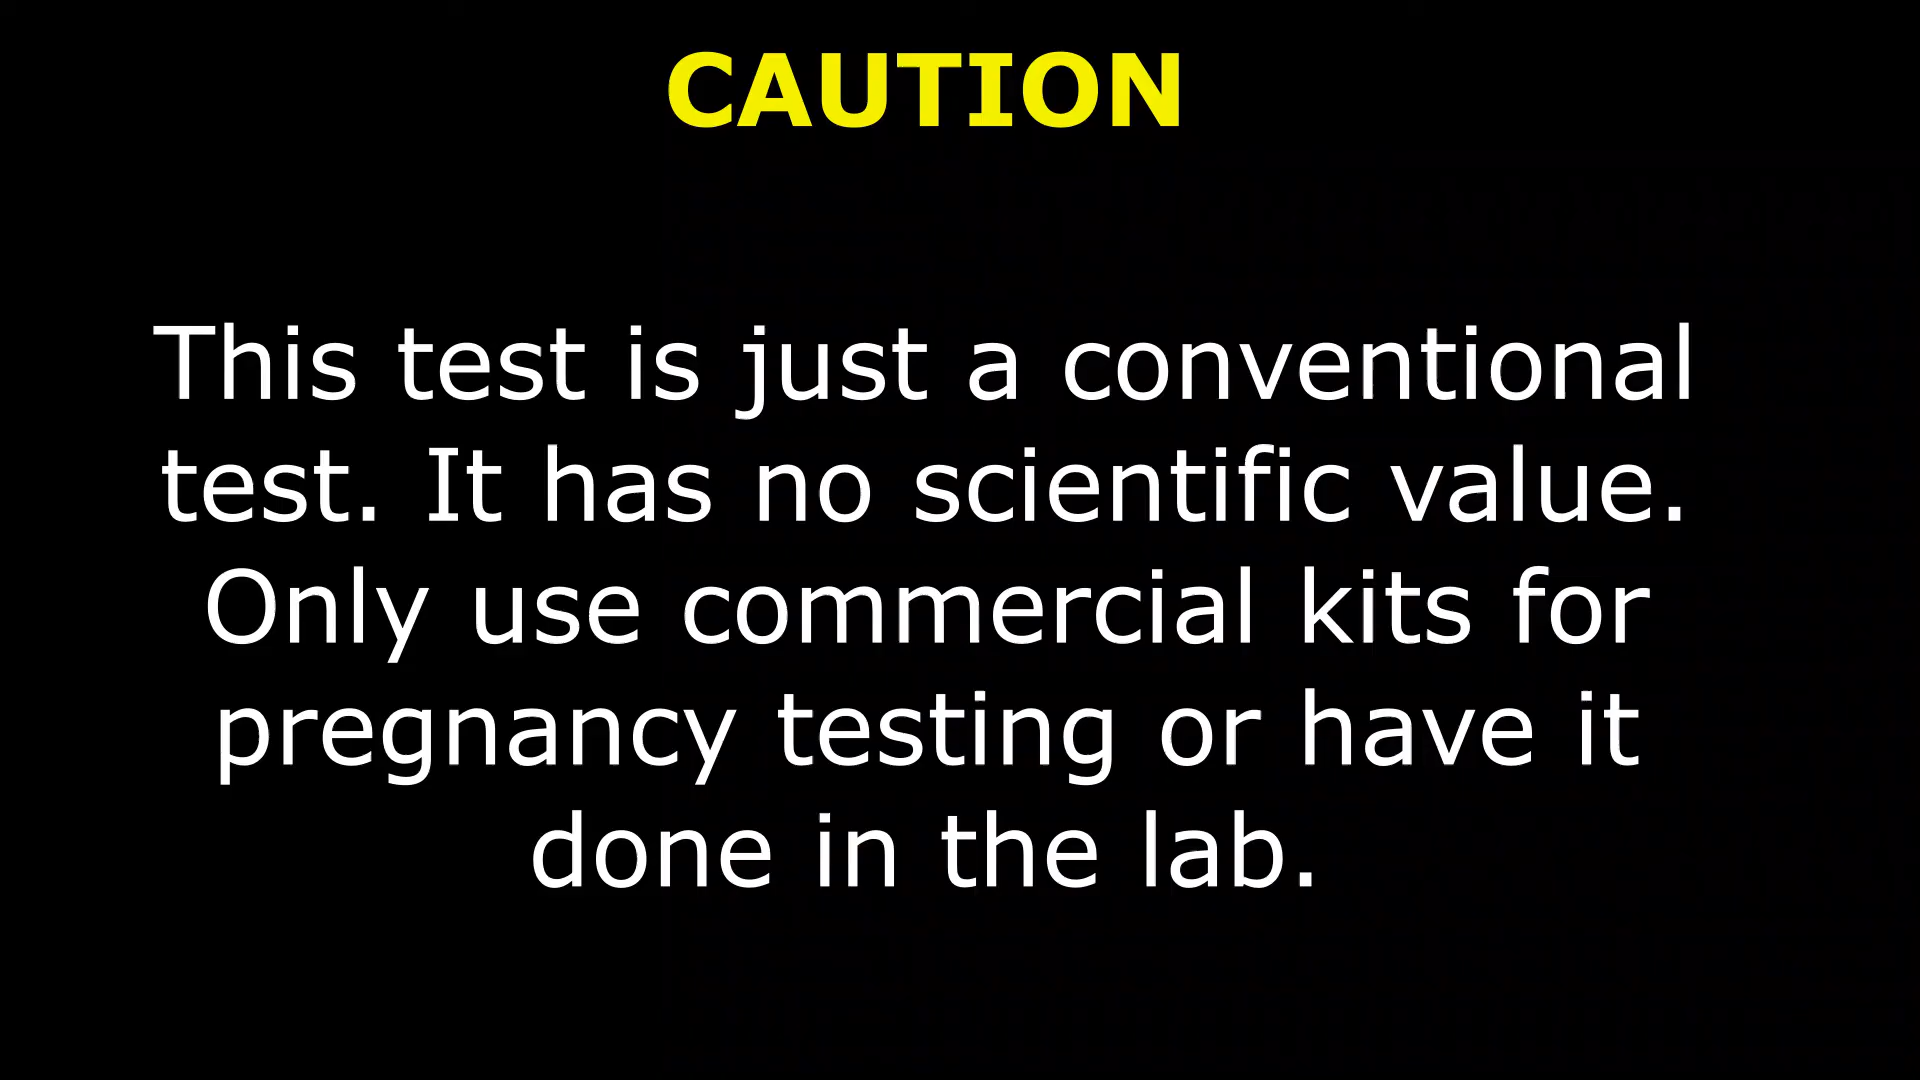 CAUTION
This test is just a conventional
test. It has no scientific value.
Only use commercial kits for
pregnancy testing or have it
done in the lab.